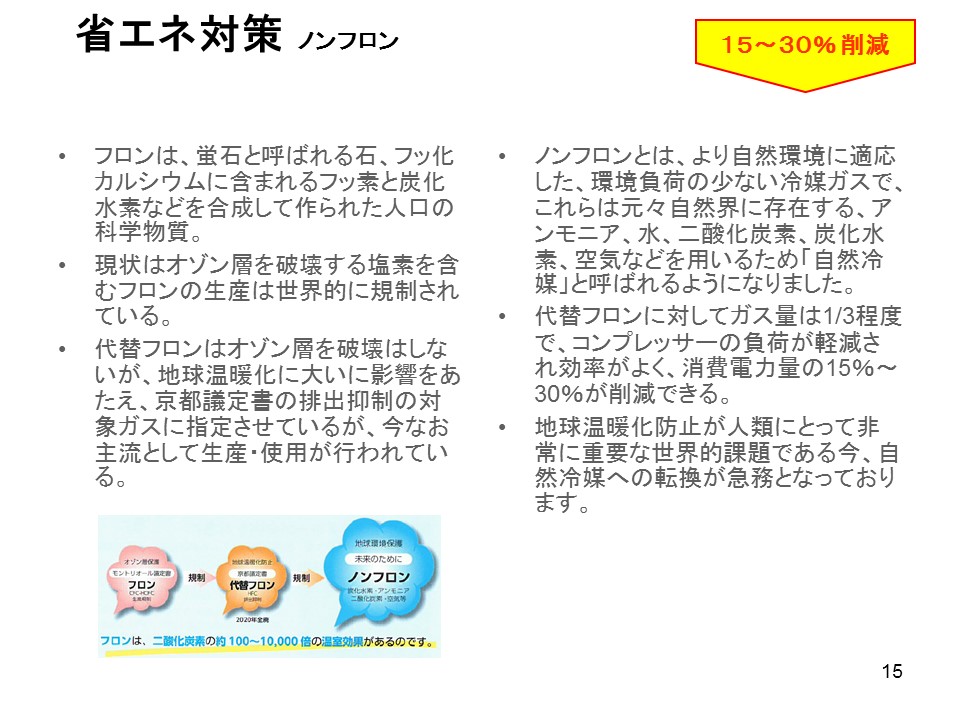 省エネ対策 ノンフロン
15～30％削減
• フロンは、蛍石と呼ばれる石、フッ化
カルシウムに含まれるフッ素と炭化
水素などを合成して作られた人口の
科学物質。
• 現状はオゾン層を破壊する塩素を含
むフロンの生産は世界的に規制され
ている。
• 代替フロンはオゾン層を破壊はしな
いが、地球温暖化に大いに影響をあ
たえ、京都議定書の排出抑制の対
象ガスに指定させているが、今なお
主流として生産・使用が行われてい
る。
• ノンフロンとは、より自然環境に適応
した、環境負荷の少ない冷媒ガスで、
これらは元々自然界に存在する、ア
ンモニア、水、二酸化炭素、炭化水
素、空気などを用いるため「自然冷
媒」と呼ばれるようになりました。
• 代替フロンに対してガス量は1/3程度
で、コンプレッサーの負荷が軽減さ
れ効率がよく、消費電力量の15％～
30％が削減できる。
• 地球温暖化防止が人類にとって非
常に重要な世界的課題である今、自
然冷媒への転換が急務となっており
ます。
オゾン層保護
モントリオール議定書
フロン
CFC・HCFC
生産規制
規制
地球温暖化防止
京都議定書
代替フロン
HFC
排出抑制
2020年全廃
規制
地球環境保護
未来のために
ノンフロン
炭化水素・アンモニア
二酸化炭素・空気等
フロンは、二酸化炭素の約100～10,000倍の温室効果があるのです。
15